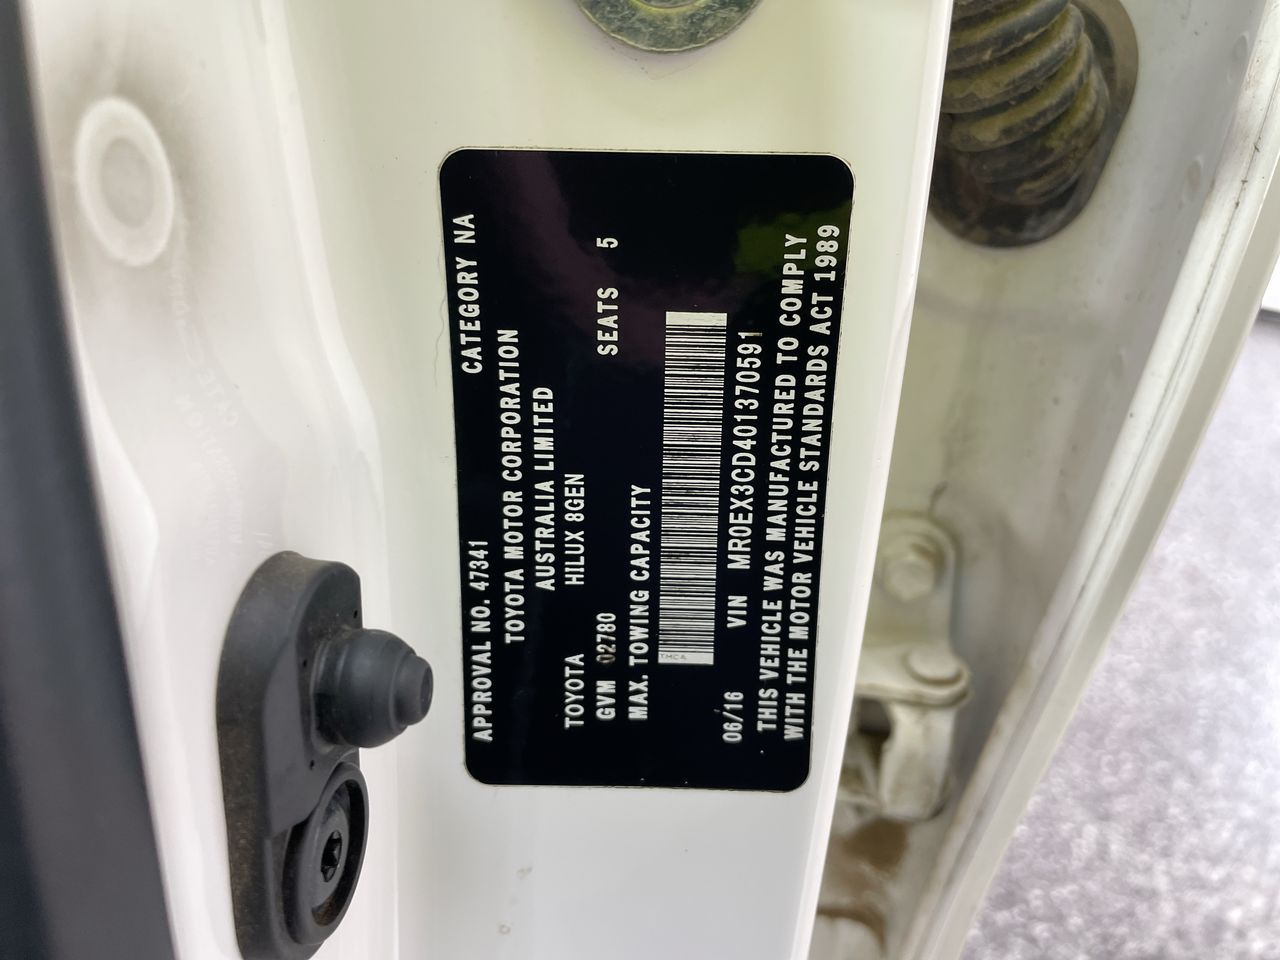 APPROVAL NO. 47341 CATEGORY NA
TOYOTA MOTOR CORPORATION
AUSTRALIA LIMITED
TOYOTA HILUX 8GEN
GVM 02780 SEATS 5
MAX. TOWING CAPACITY
TMCA
06/16 VIN MR0EX3CD401370591
THIS VEHICLE WAS MANUFACTURED TO COMPLY
WITH THE MOTOR VEHICLE STANDARDS ACT 1989